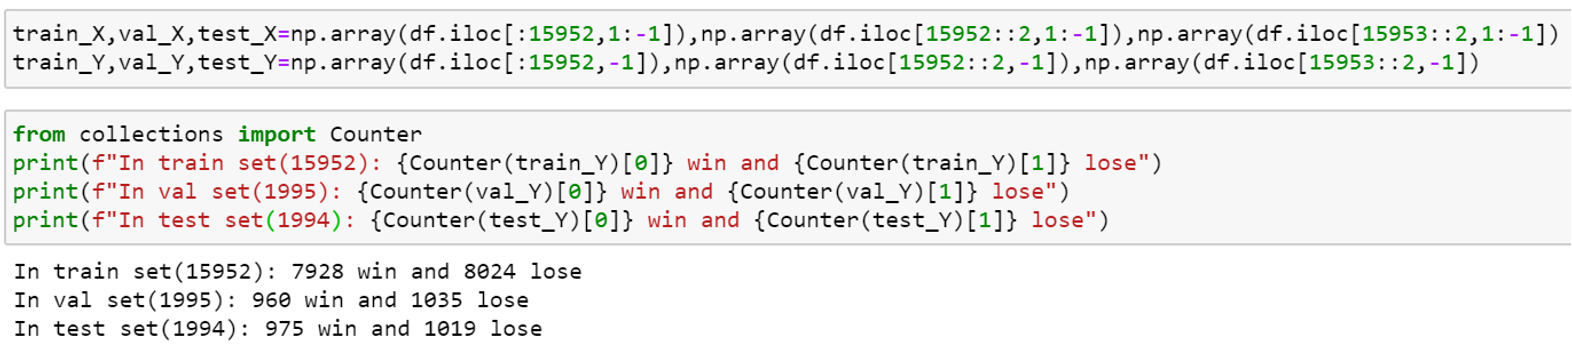 train_X,val_X,test_X=np.array(df.iloc[:15952,1:-1]),np.array(df.iloc[15952::2,1:-1]),np.array(df.iloc[15953::2,1:-1])
train_Y,val_Y,test_Y=np.array(df.iloc[:15952,-1]),np.array(df.iloc[15952::2,-1]),np.array(df.iloc[15953::2,-1])
from collections import Counter
print(f"In train set(15952): {Counter(train_Y)[0]} win and {Counter(train_Y)[1]} lose")
print(f"In val set(1995): {Counter(val_Y)[0]} win and {Counter(val_Y)[1]} lose")
print(f"In test set(1994): {Counter(test_Y)[0]} win and {Counter(test_Y)[1]} lose")
In train set(15952): 7928 win and 8024 lose
In val set(1995): 960 win and 1035 lose
In test set(1994): 975 win and 1019 lose